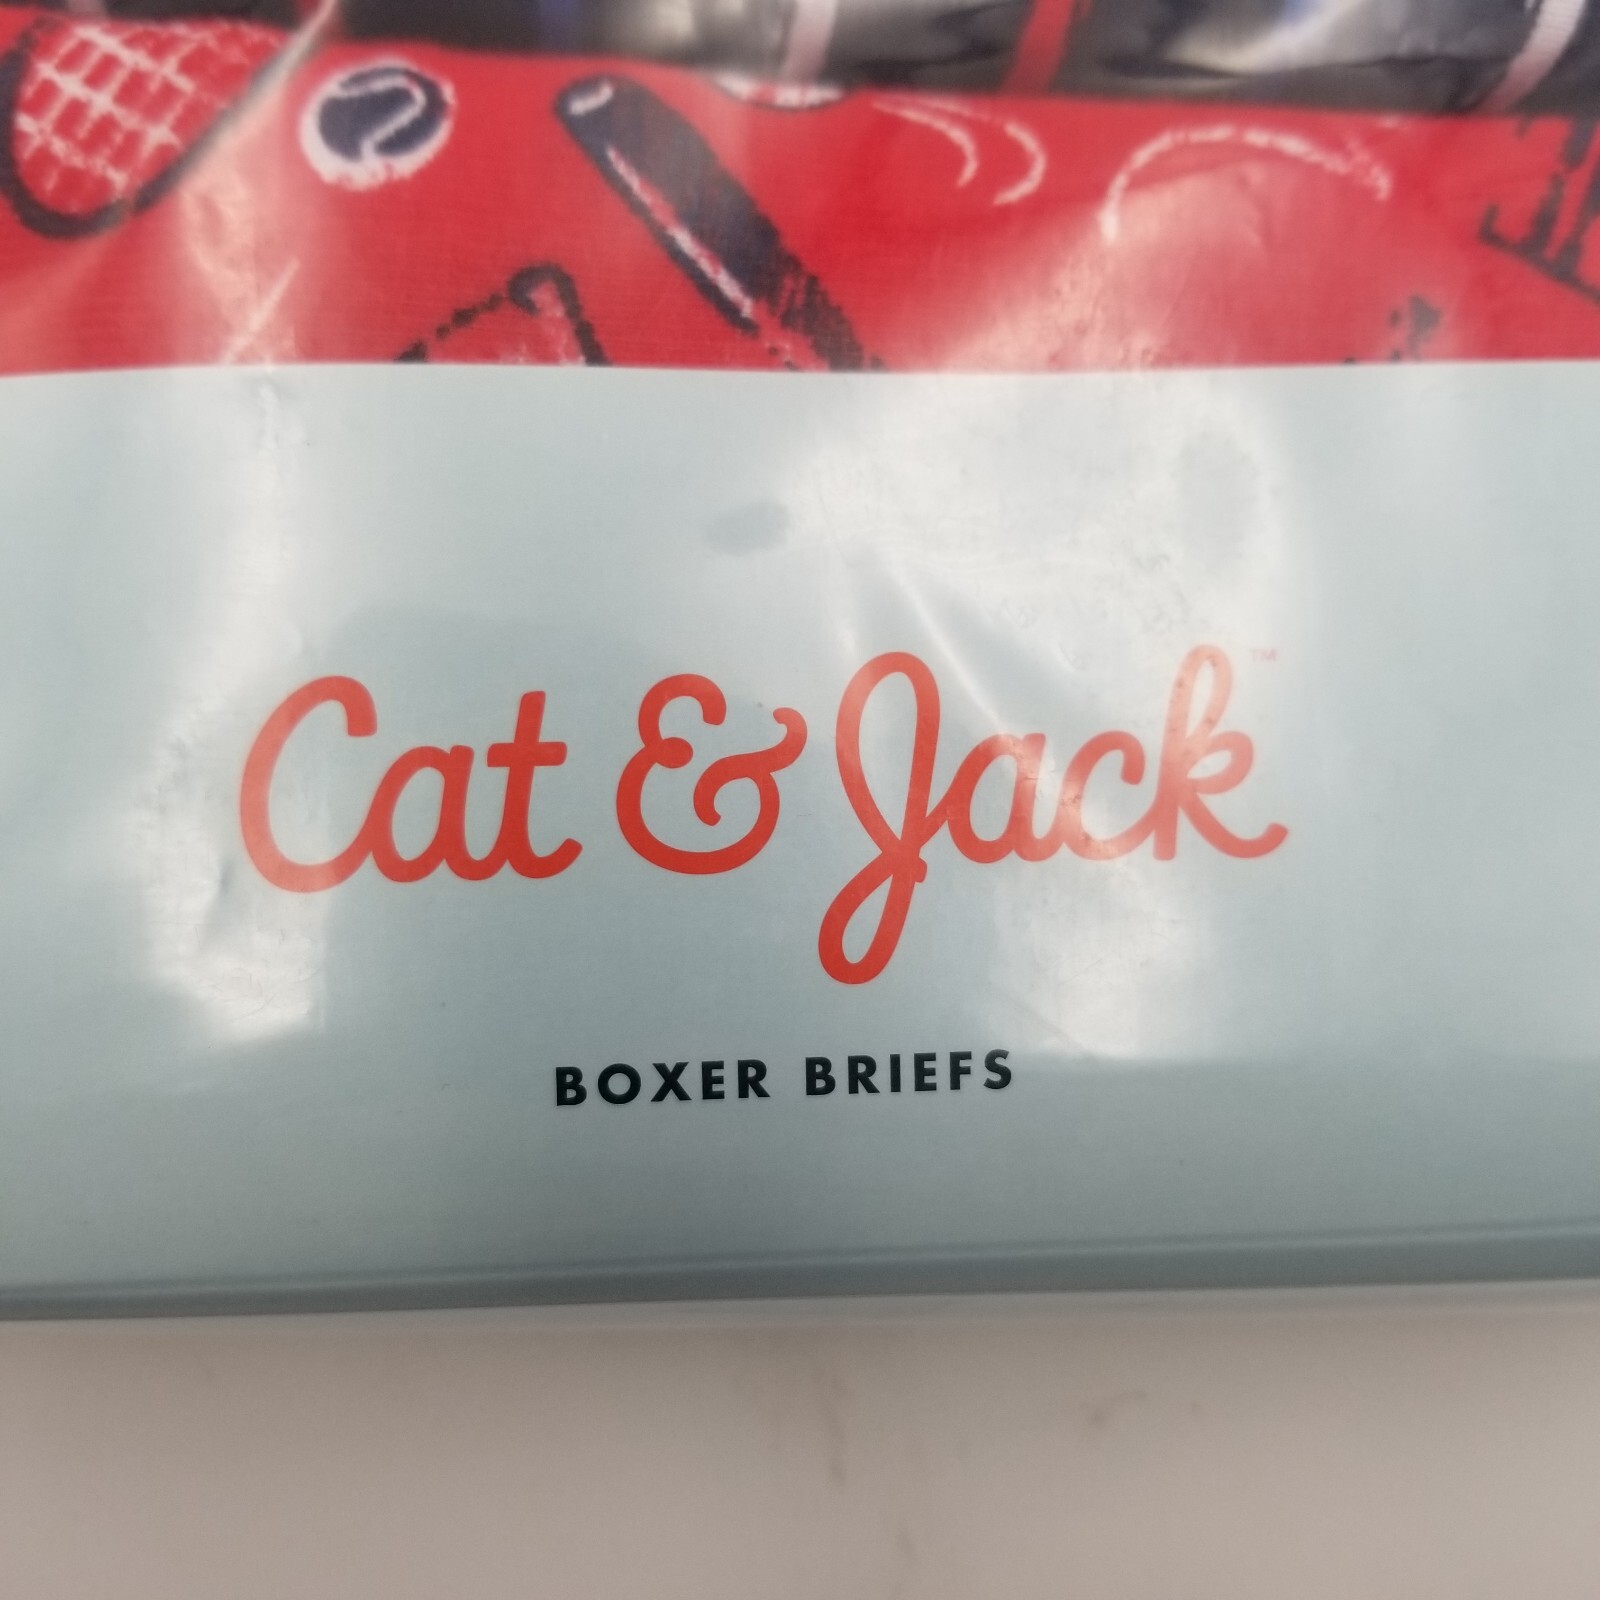 Cat & Jack™
BOXER BRIEFS